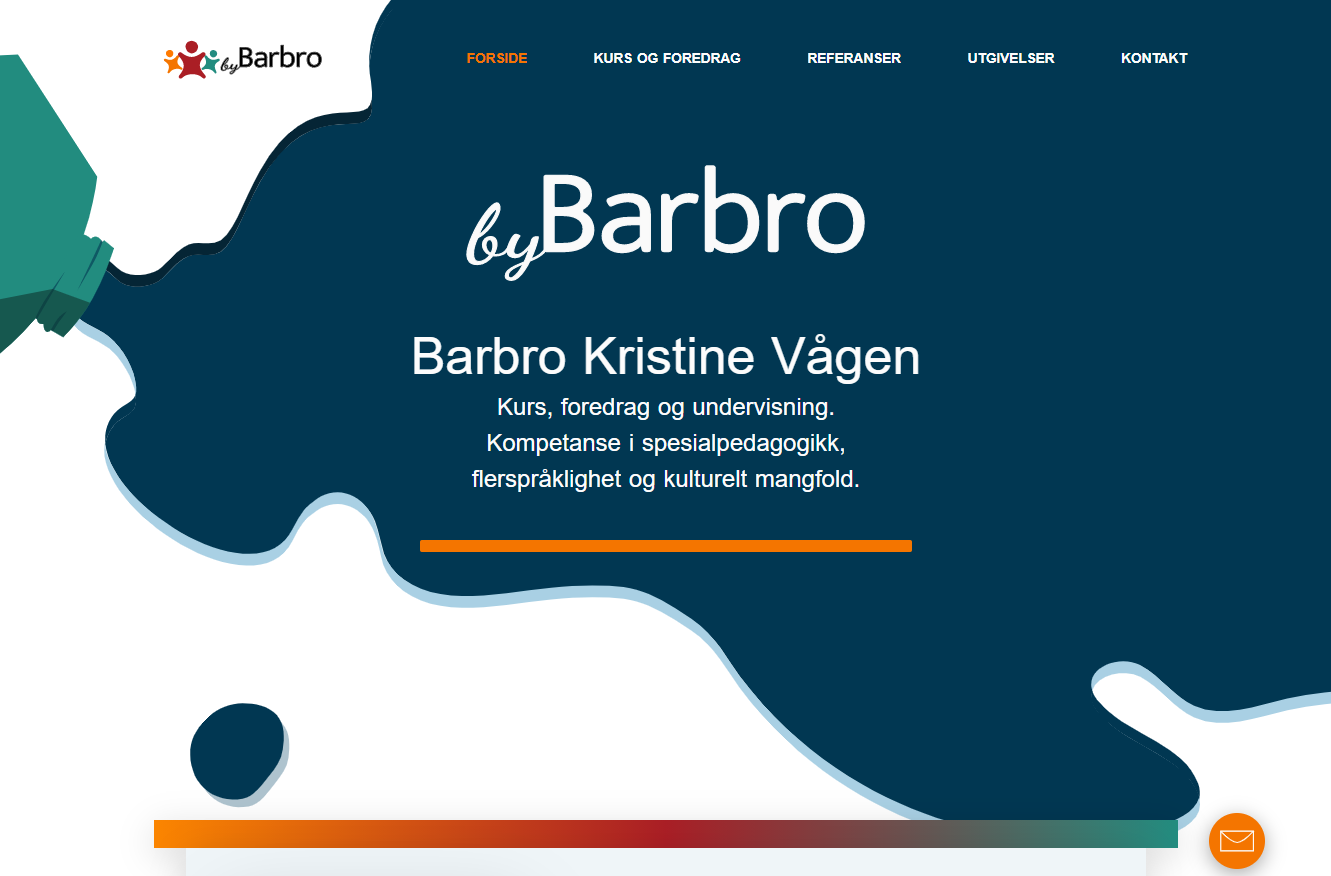 byBarbro
FORSIDE
KURS OG FOREDRAG
REFERANSER
UTGIVELSER
KONTAKT
byBarbro
Barbro Kristine Vågen
Kurs, foredrag og undervisning.
Kompetanse i spesialpedagogikk,
flerspråklighet og kulturelt mangfold.